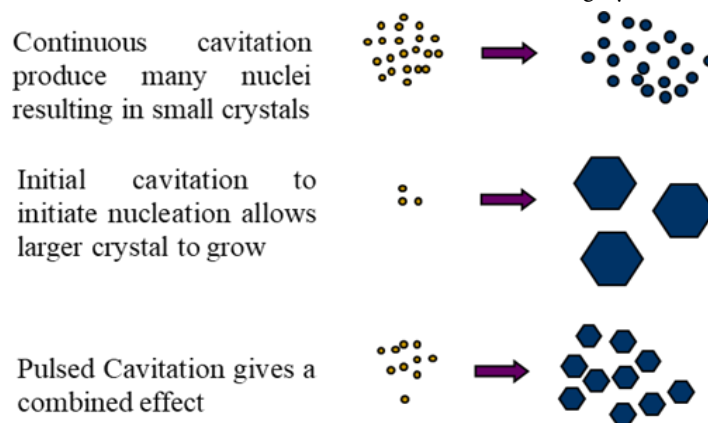 Continuous cavitation
produce many nuclei
resulting in small crystals
Initial cavitation to
initiate nucleation allows
larger crystal to grow
Pulsed Cavitation gives a
combined effect